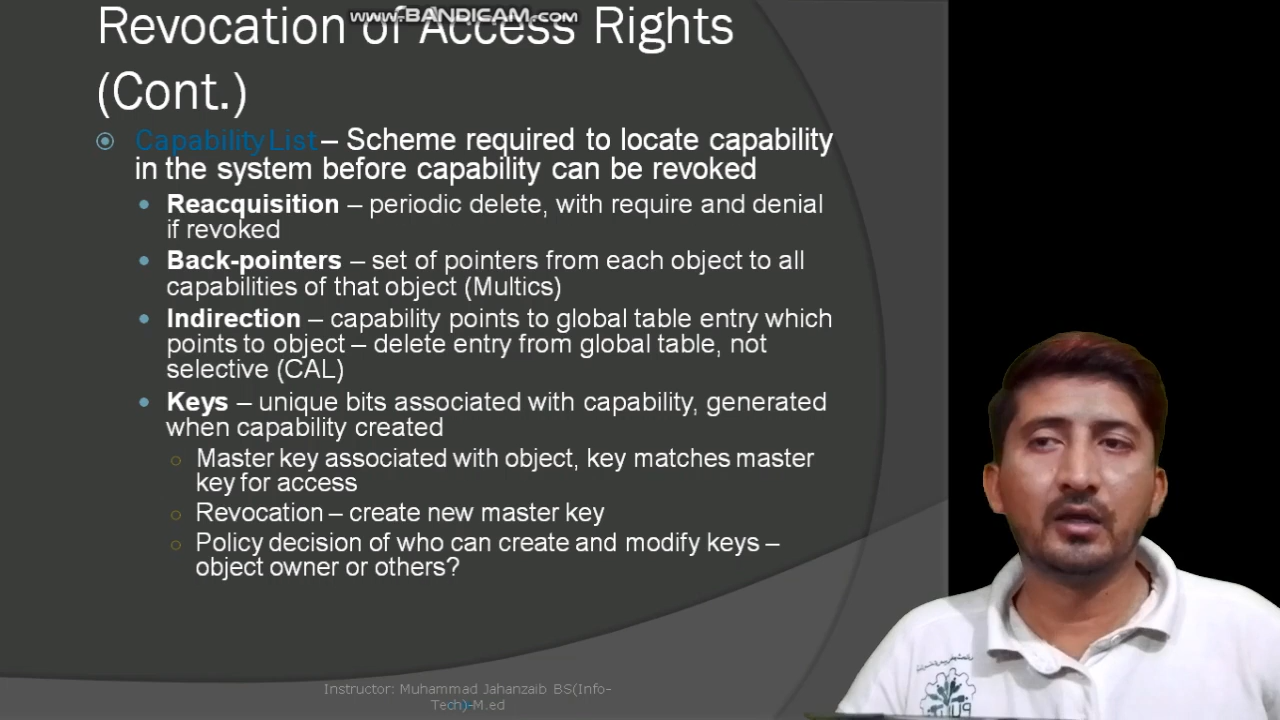 www.BANDICAM.com
Revocation of Access Rights
(Cont.)
Capability List – Scheme required to locate capability
in the system before capability can be revoked
Reacquisition – periodic delete, with require and denial
if revoked
Back-pointers – set of pointers from each object to all
capabilities of that object (Multics)
Indirection – capability points to global table entry which
points to object – delete entry from global table, not
selective (CAL)
Keys – unique bits associated with capability, generated
when capability created
Master key associated with object, key matches master
key for access
Revocation – create new master key
Policy decision of who can create and modify keys –
object owner or others?
Instructor: Muhammad Jahanzaib BS(Info-
Tech)-M.ed